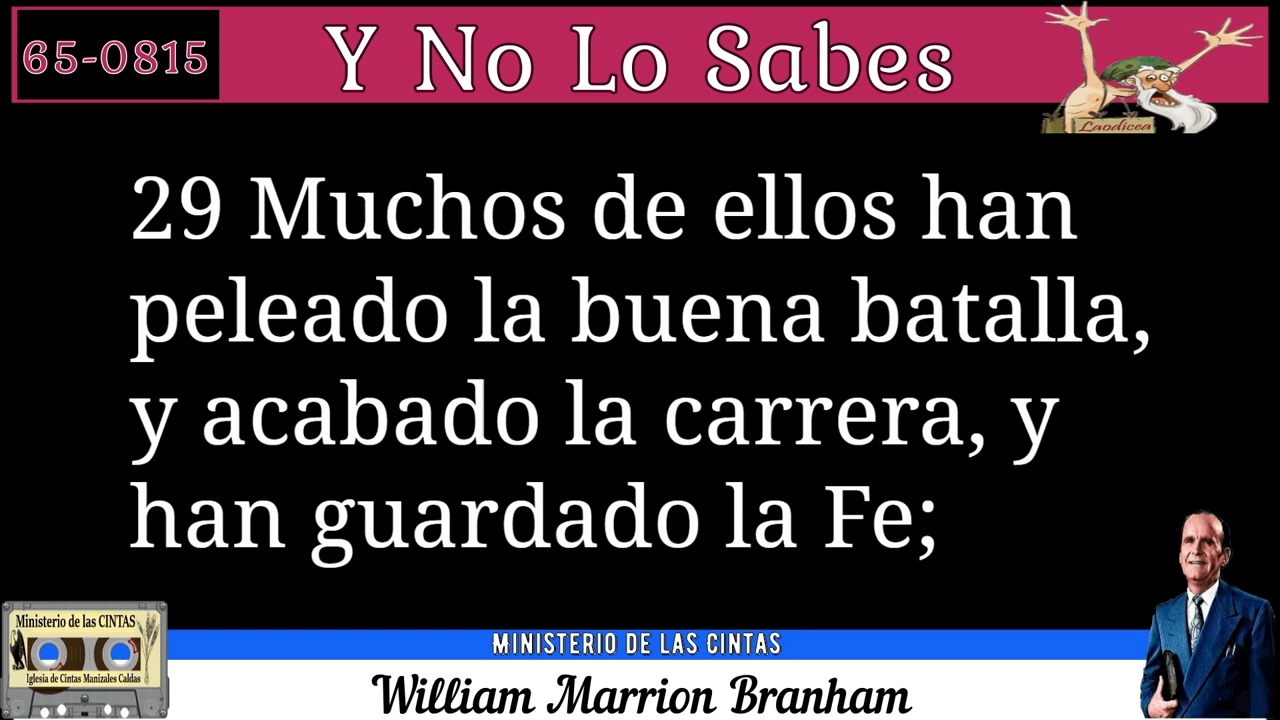 65-0815
Y No Lo Sabes
Laodicea
29 Muchos de ellos han
peleado la buena batalla,
y acabado la carrera, y
han guardado la Fe;
Ministerio de las CINTAS
Iglesia de Cintas Manizales Caldas
MINISTERIO DE LAS CINTAS
William Marrion Branham